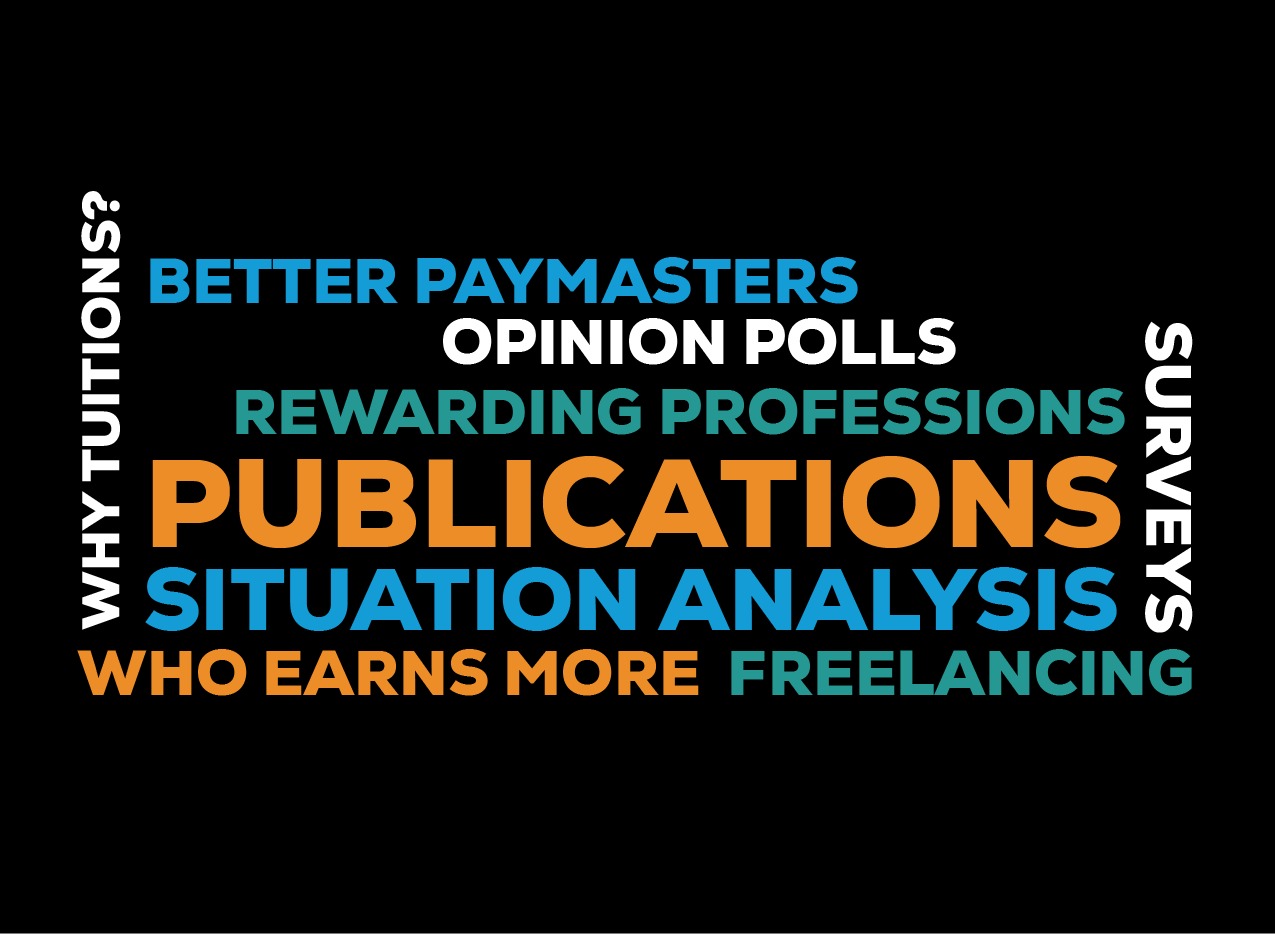 WHY TUITIONS?
BETTER PAYMASTERS
OPINION POLLS
REWARDING PROFESSIONS
PUBLICATIONS
SITUATION ANALYSIS
WHO EARNS MORE
FREELANCING
SURVEYS